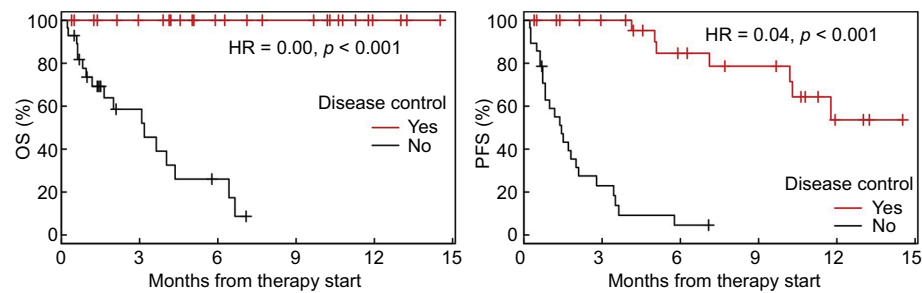 100
80
60
40
20
0
OS (%)
HR = 0.00, p < 0.001
Disease control
Yes
No
0 3 6 9 12 15
Months from therapy start
100
80
60
40
20
0
PFS (%)
HR = 0.04, p < 0.001
Disease control
Yes
No
0 3 6 9 12 15
Months from therapy start